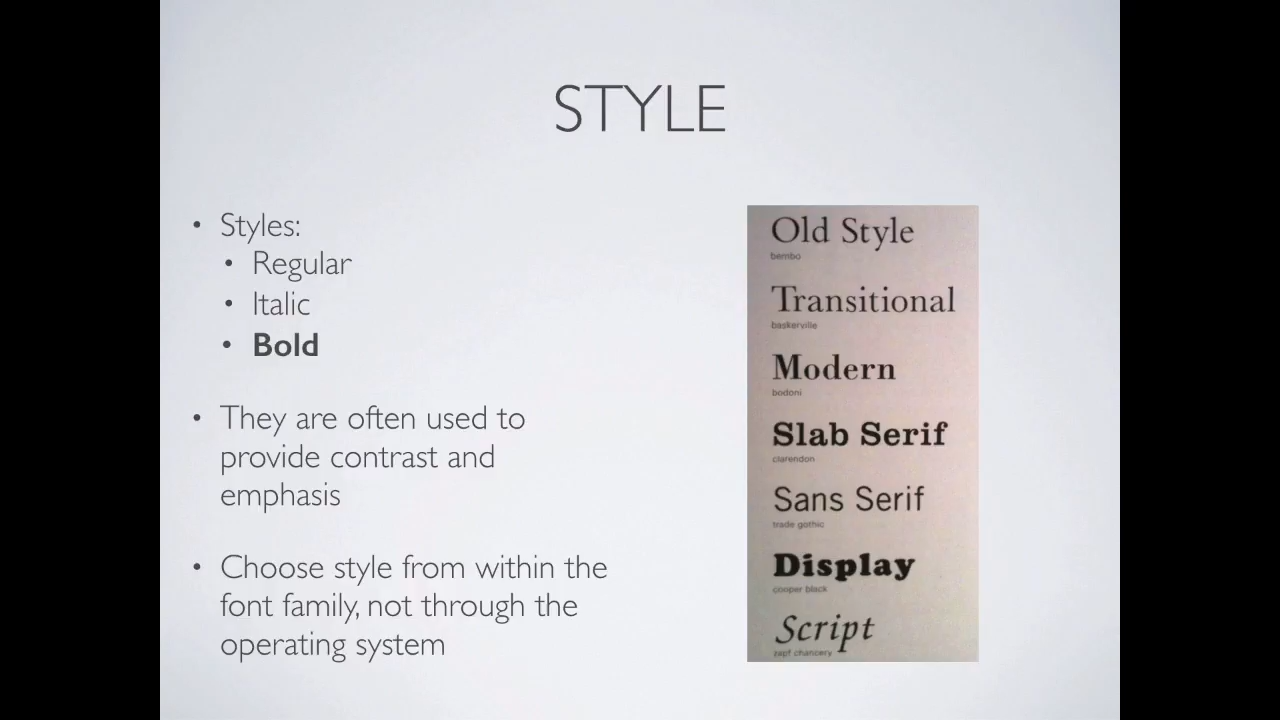 STYLE
• Styles:
• Regular
• Italic
• Bold
• They are often used to
provide contrast and
emphasis
• Choose style from within the
font family, not through the
operating system
Old Style
bembo
Transitional
baskerville
Modern
bodoni
Slab Serif
clarendon
Sans Serif
trade gothic
Display
cooper black
Script
zapf chancery